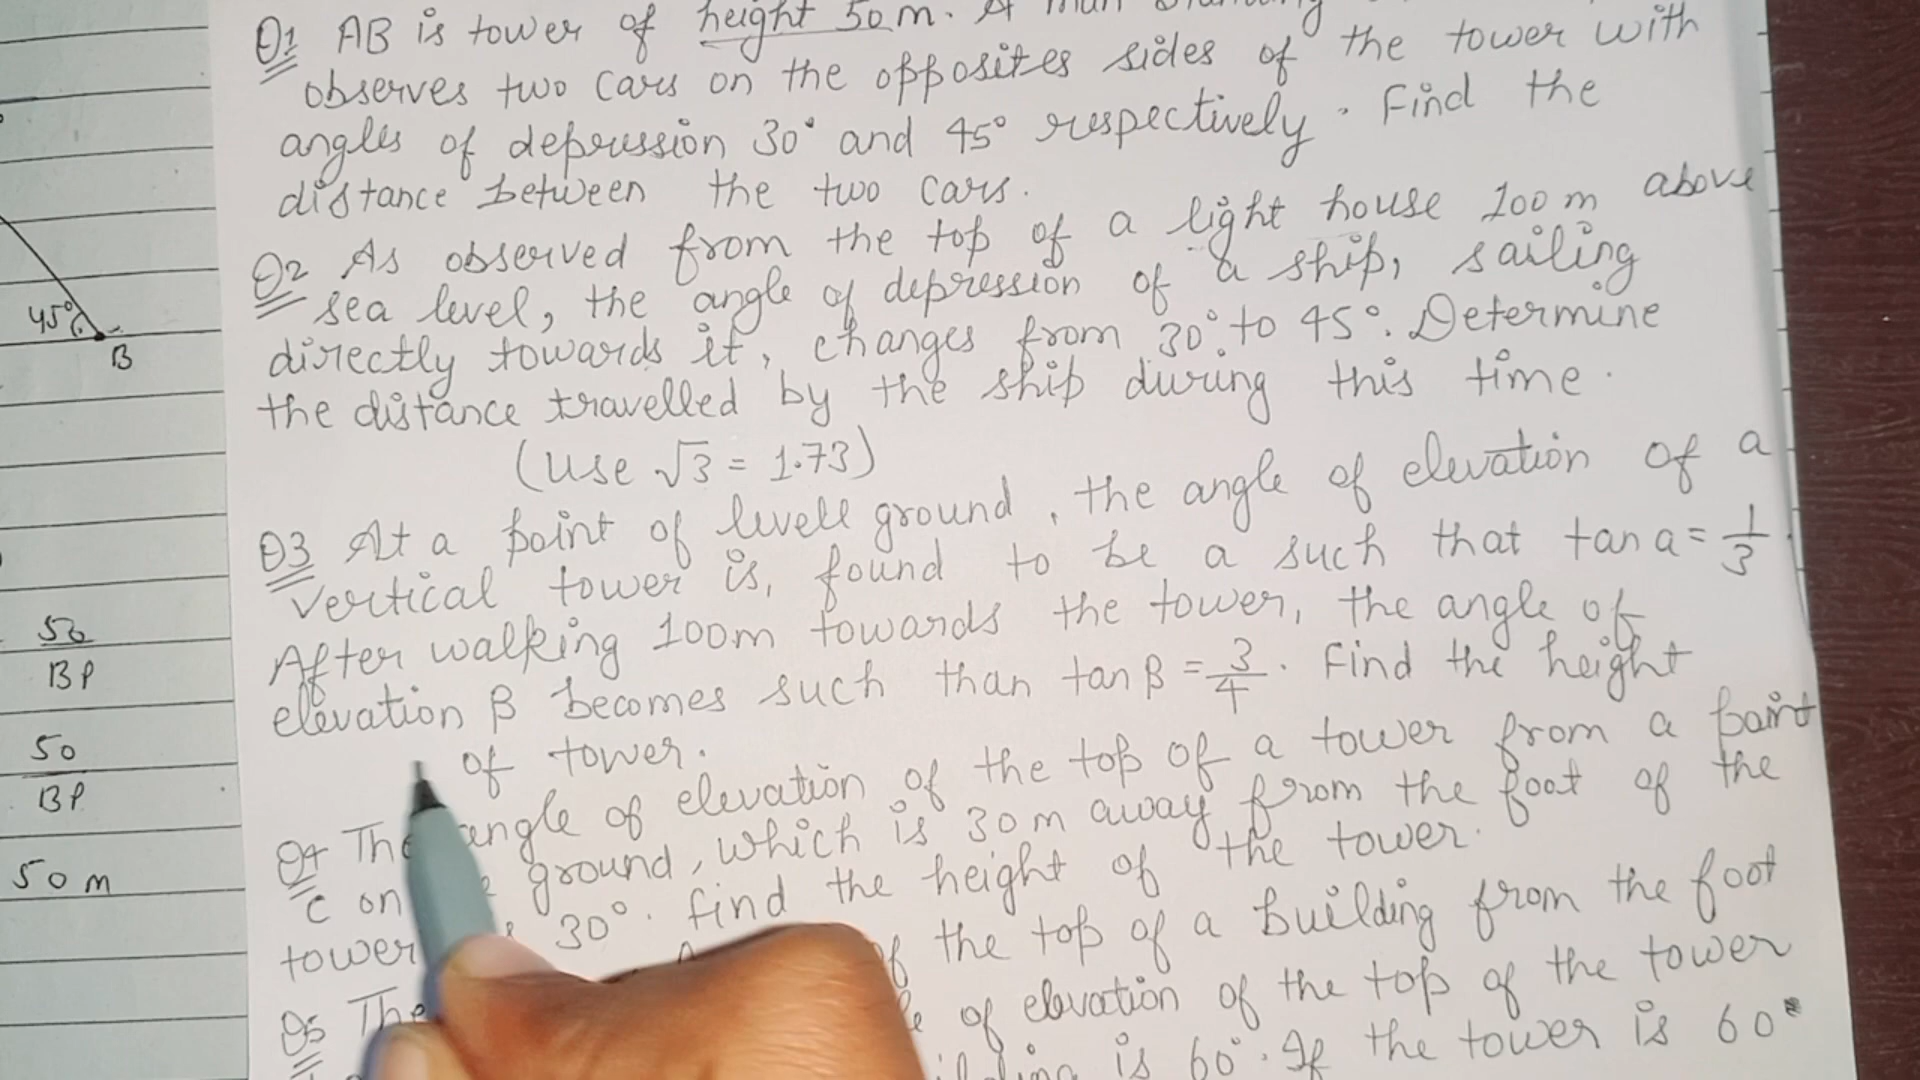 45°
B
50
BP
50
BP
50 m
Q1 AB is tower of height 50 m. A man standing
observes two cars on the opposites sides of the tower with
angles of depression 30° and 45° respectively. Find the
distance between the two cars.
Q2 As observed from the top of a light house 100 m above
sea level, the angle of depression of a ship, sailing
directly towards it, changes from 30° to 45°. Determine
the distance travelled by the ship during this time.
(Use √3 = 1.73)
Q3 At a point of levell ground, the angle of elevation of a
vertical tower is, found to be a such that tan a = 1/3.
After walking 100m towards the tower, the angle of
elevation β becomes such than tan β = 3/4. Find the height
of tower.
Q4 The angle of elevation of the top of a tower from a point
C on ground, which is 30 m away from the foot of the
tower 30°. find the height of the tower.
Q5 The of the top of a building from the foot
of elevation of the top of the tower
is 60°. If the tower is 60